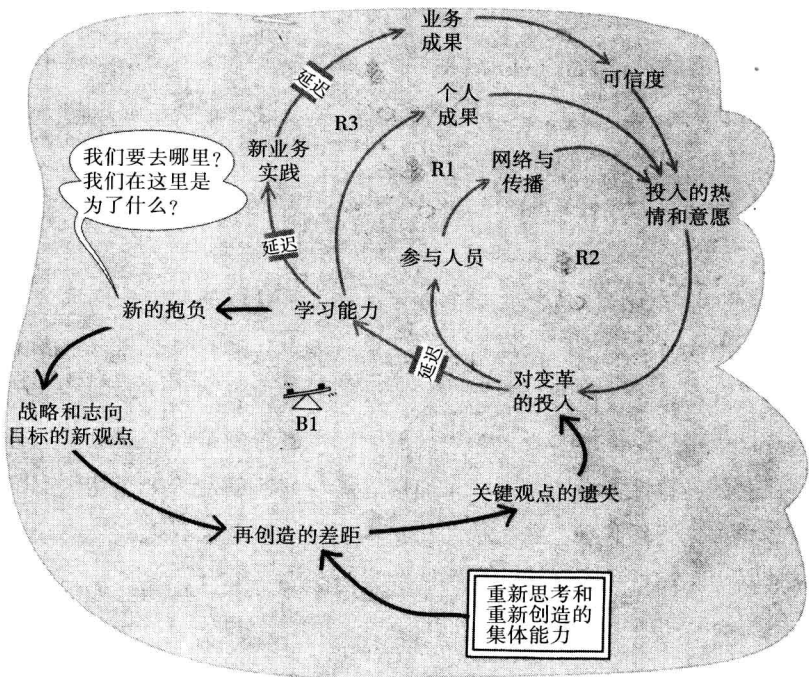 业务
成果
可信度
延迟
个人
成果
R3
新业务
实践
网络与
传播
R1
我们要去哪里？
我们在这里是
为了什么？
投入的热
情和意愿
延迟
参与人员
R2
新的抱负
学习能力
延迟
对变革
的投入
战略和志向
目标的新观点
B1
关键观点的遗失
再创造的差距
重新思考和
重新创造的
集体能力